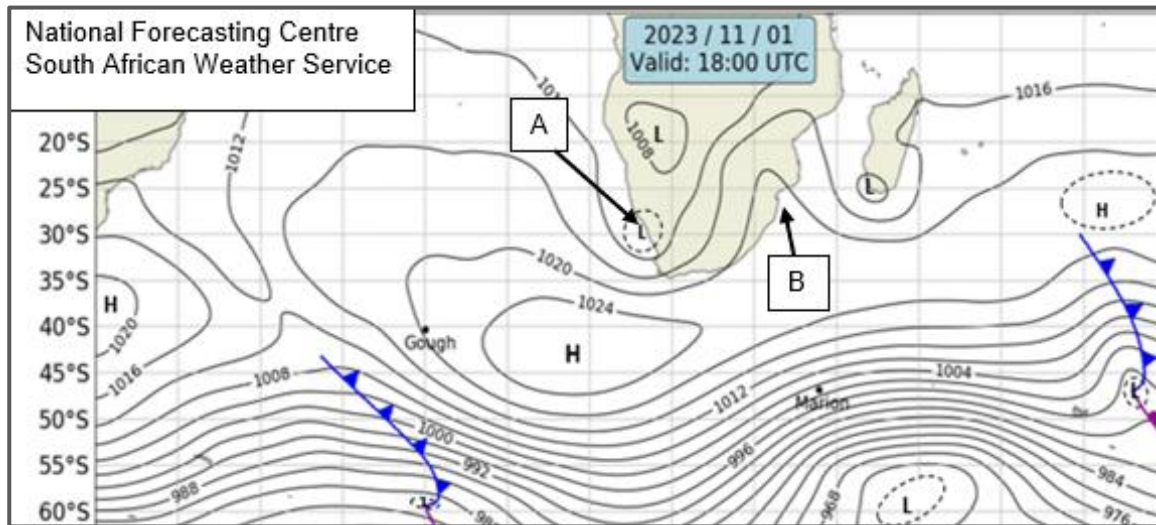 National Forecasting Centre
South African Weather Service
2023 / 11 / 01
Valid: 18:00 UTC
A
B
20°S
25°S
30°S
35°S
40°S
45°S
50°S
55°S
60°S
1012
1016
1008
L
L
L
H
H
1020
1016
1020
1024
H
Gough
1008
1000
992
988
1012
1004
Marion
996
984
976
968
L
L